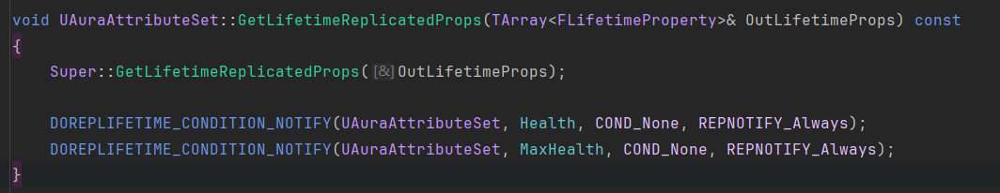 void UAuraAttributeSet::GetLifetimeReplicatedProps(TArray<FLifetimeProperty>& OutLifetimeProps) const
{
    Super::GetLifetimeReplicatedProps([&]OutLifetimeProps);

    DOREPLIFETIME_CONDITION_NOTIFY(UAuraAttributeSet, Health, COND_None, REPNOTIFY_Always);
    DOREPLIFETIME_CONDITION_NOTIFY(UAuraAttributeSet, MaxHealth, COND_None, REPNOTIFY_Always);
}